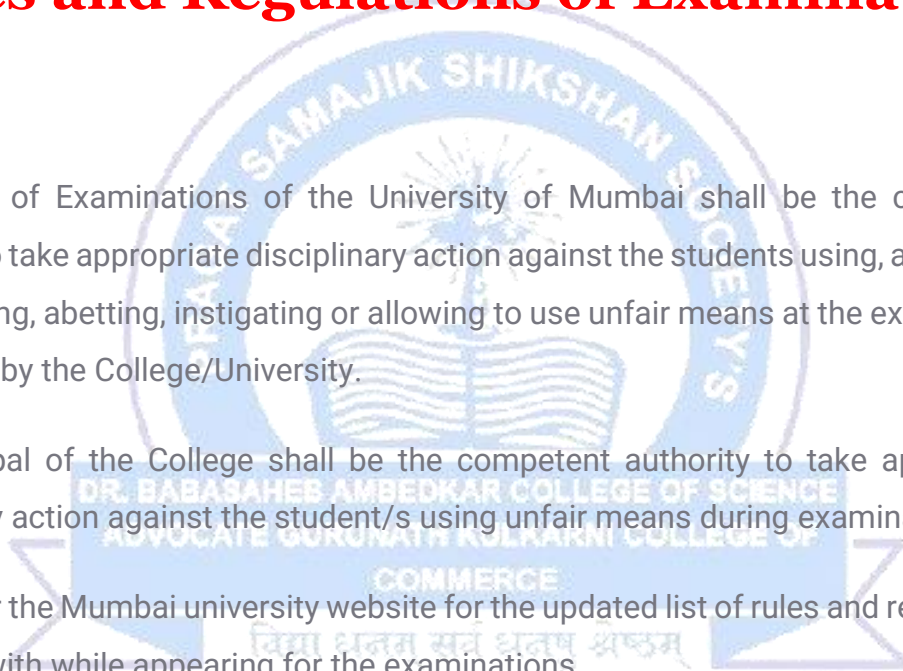 es and Regulations of Examina
PRAGAI SAMAJIK SHIKSHAN SOCEIY'S
of Examinations of the University of Mumbai shall be the c
o take appropriate disciplinary action against the students using, a
ng, abetting, instigating or allowing to use unfair means at the ex
by the College/University.
pal of the College shall be the competent authority to take ap
y action against the student/s using unfair means during examin
DR. BABASAHEB AMBEDKAR COLLEGE OF SCIENCE
ADVOCATE GURUNATH KULKARNI COLLEGE OF
COMMERCE
r the Mumbai university website for the updated list of rules and re
with while appearing for the examinations